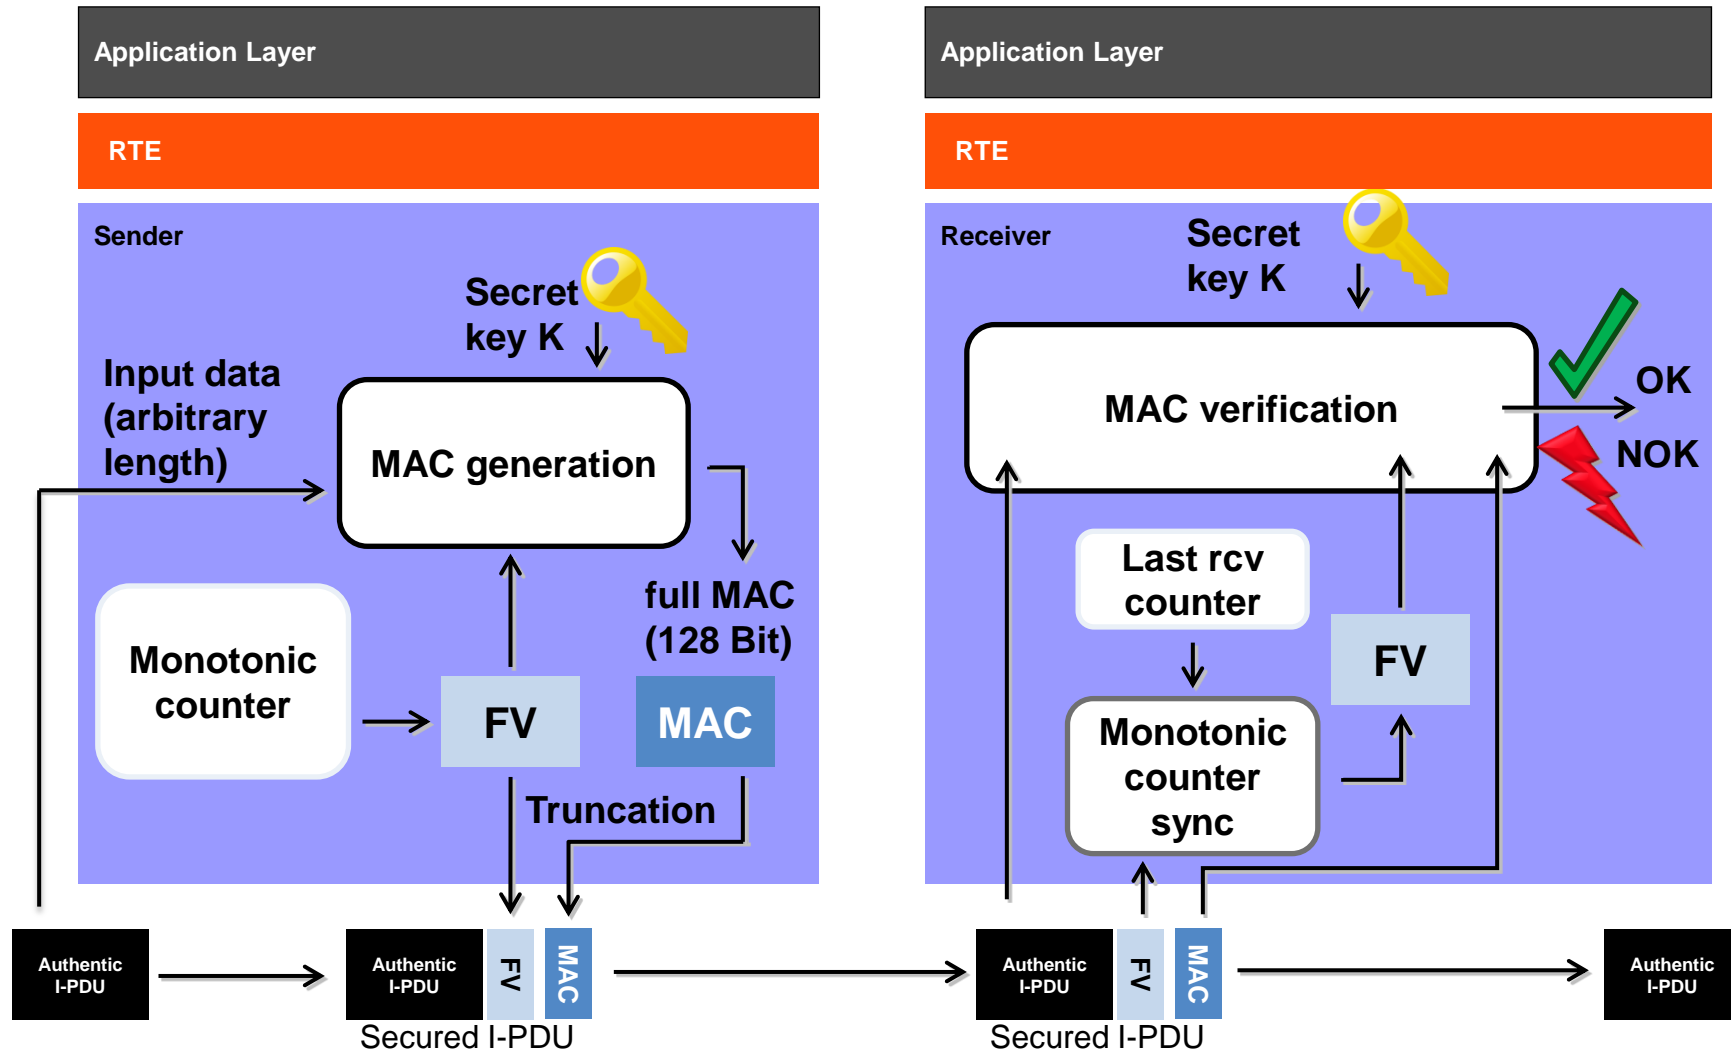 Application Layer
RTE
Sender
Secret
key K
Input data
(arbitrary
length)
MAC generation
full MAC
(128 Bit)
Monotonic
counter
FV
MAC
Truncation
Authentic
I-PDU
Authentic
I-PDU
FV
MAC
Secured I-PDU
Application Layer
RTE
Receiver
Secret
key K
MAC verification
OK
NOK
Last rcv
counter
FV
Monotonic
counter
sync
Authentic
I-PDU
FV
MAC
Secured I-PDU
Authentic
I-PDU